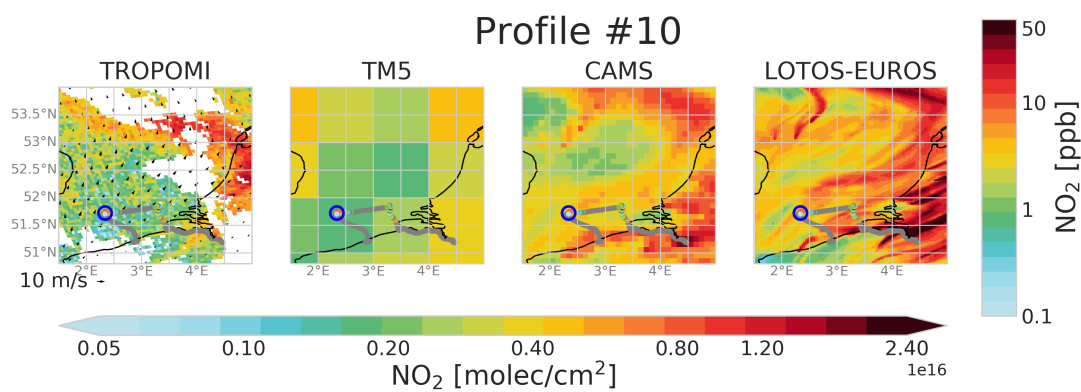 Profile #10
TROPOMI
TM5
CAMS
LOTOS-EUROS
53.5°N
53°N
52.5°N
52°N
51.5°N
51°N
2°E 3°E 4°E
2°E 3°E 4°E
2°E 3°E 4°E
2°E 3°E 4°E
10 m/s
50
10
1
0.1
NO₂ [ppb]
0.05 0.10 0.20 0.40 0.80 1.20 2.40
1e16
NO₂ [molec/cm²]